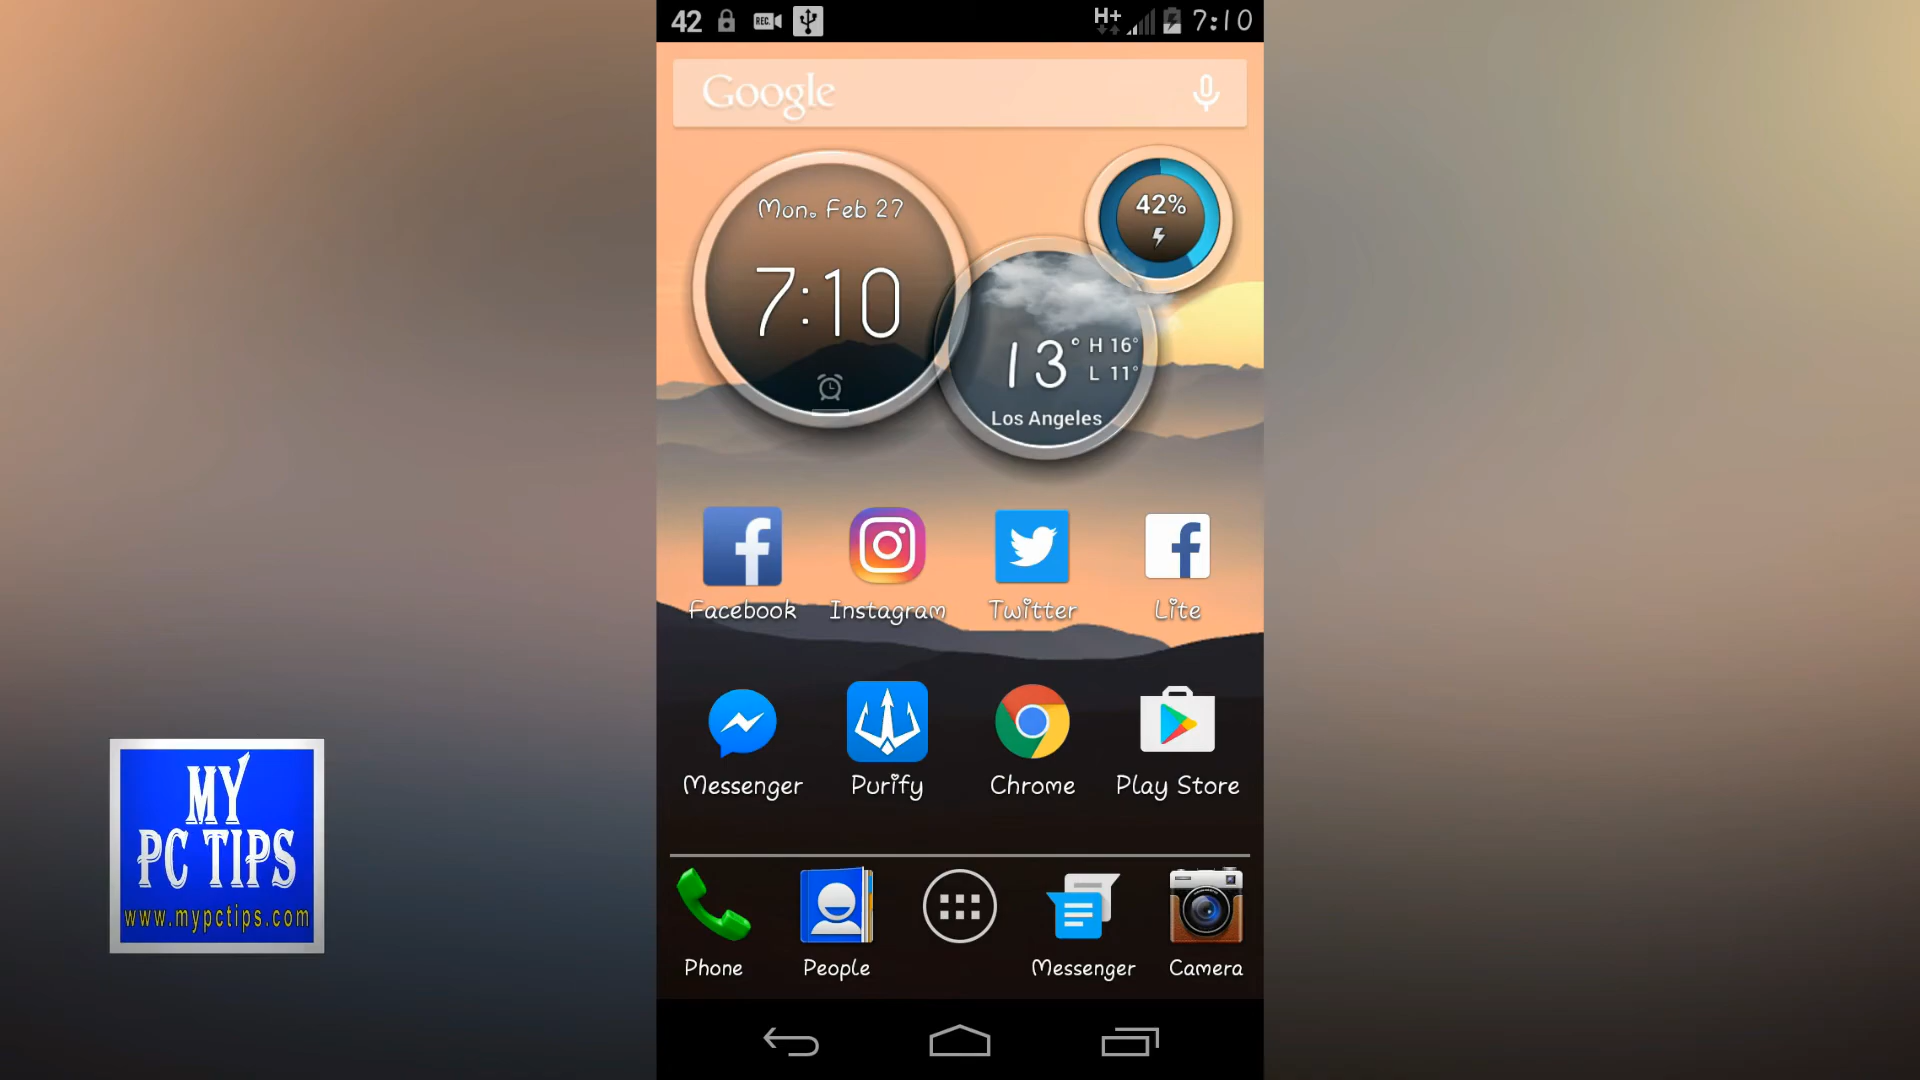 42 REC. H+ 7:10
Google
Mon. Feb 27
7:10
42%
13° H 16°
L 11°
Los Angeles
Facebook Instagram Twitter Lite
Messenger Purify Chrome Play Store
Phone People Messenger Camera
MY
PC TIPS
www.mypctips.com